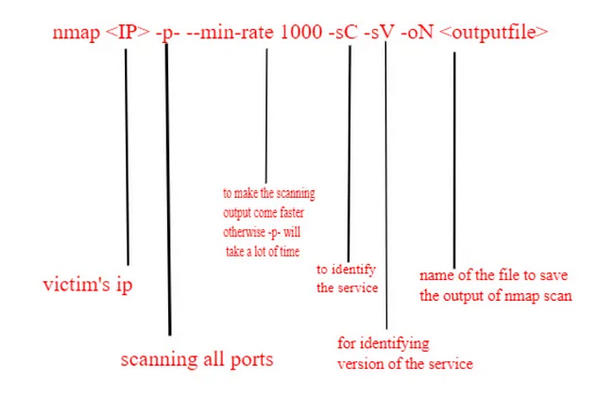 nmap <IP> -p- --min-rate 1000 -sC -sV -oN <outputfile>
to make the scanning
output come faster
otherwise -p- will
take a lot of time
victim's ip
to identify
the service
name of the file to save
the output of nmap scan
scanning all ports
for identifying
version of the service